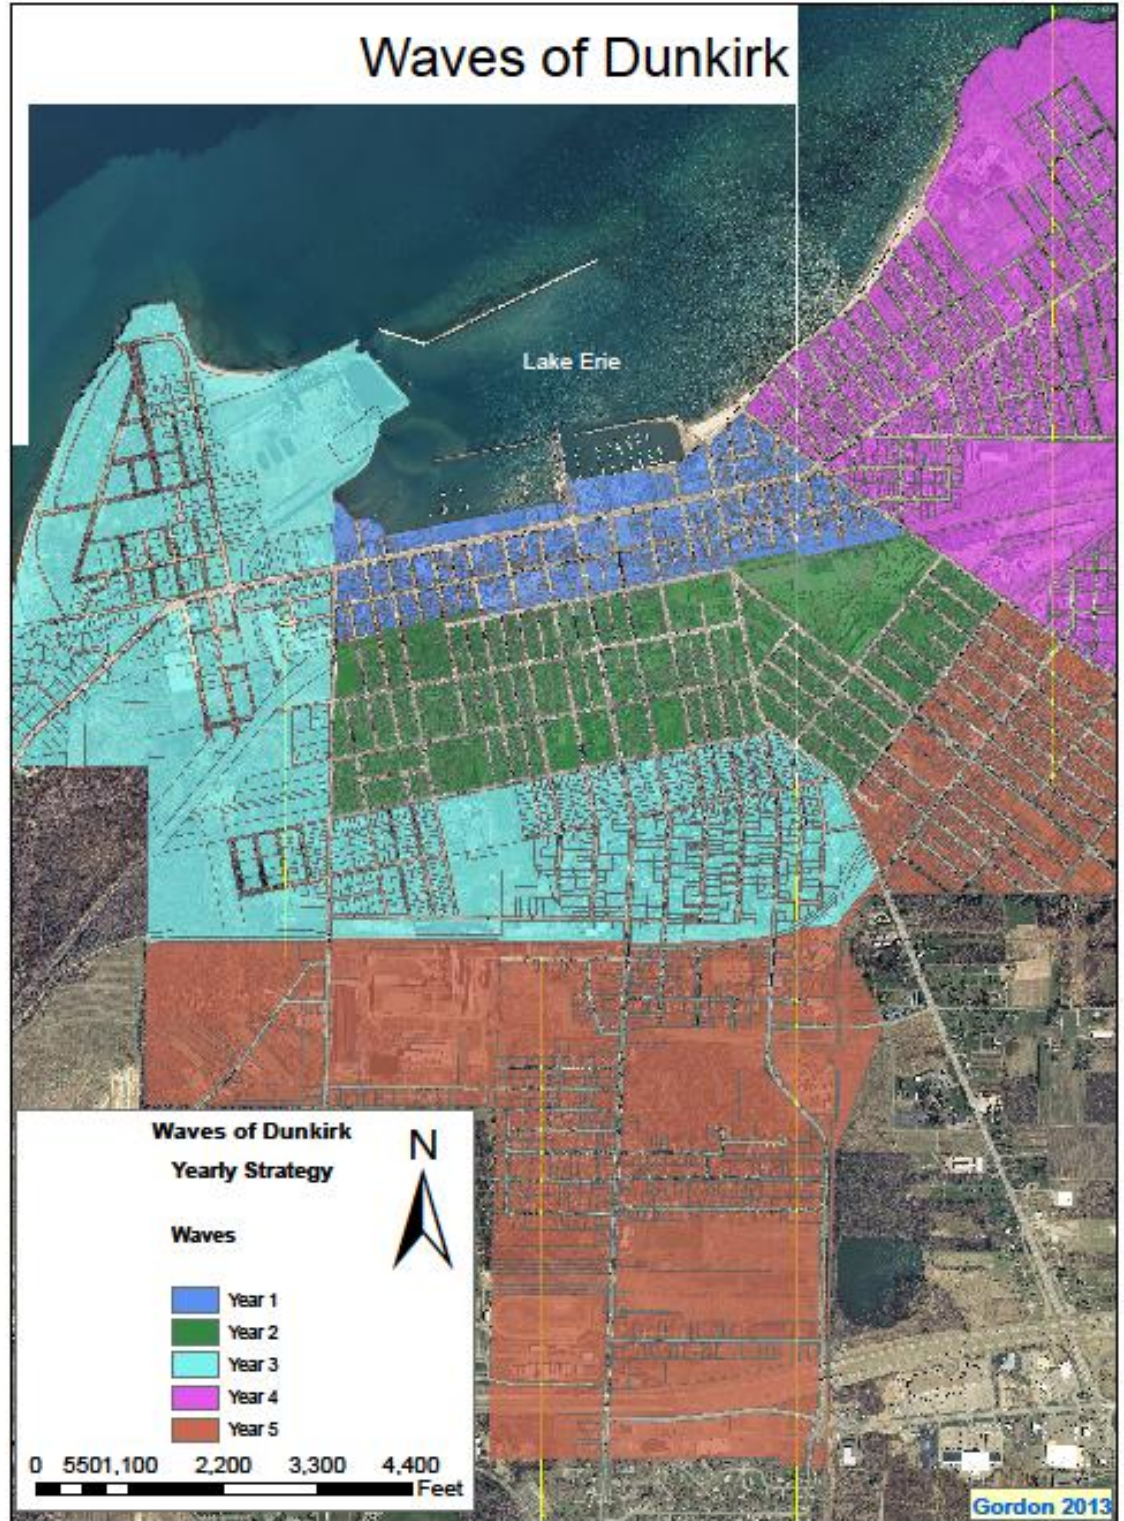 Waves of Dunkirk
Lake Erie
Waves of Dunkirk
Yearly Strategy
N
Waves
Year 1
Year 2
Year 3
Year 4
Year 5
0 5501,100 2,200 3,300 4,400
Feet
Gordon 2013